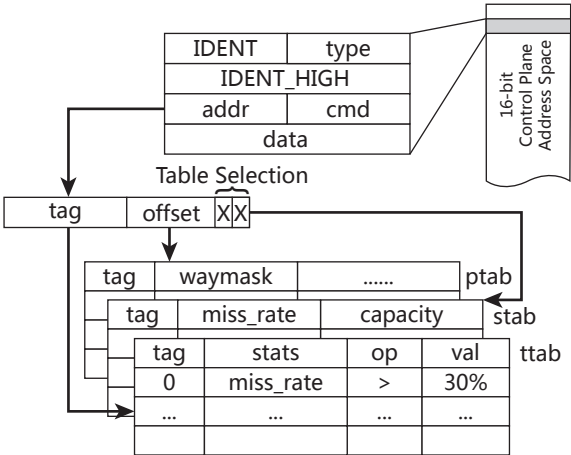 IDENT type
IDENT_HIGH
addr cmd
data
16-bit
Control Plane
Address Space
Table Selection
tag offset X X
tag waymask ...... ptab
tag miss_rate capacity stab
tag stats op val ttab
0 miss_rate > 30%
... ... ... ...